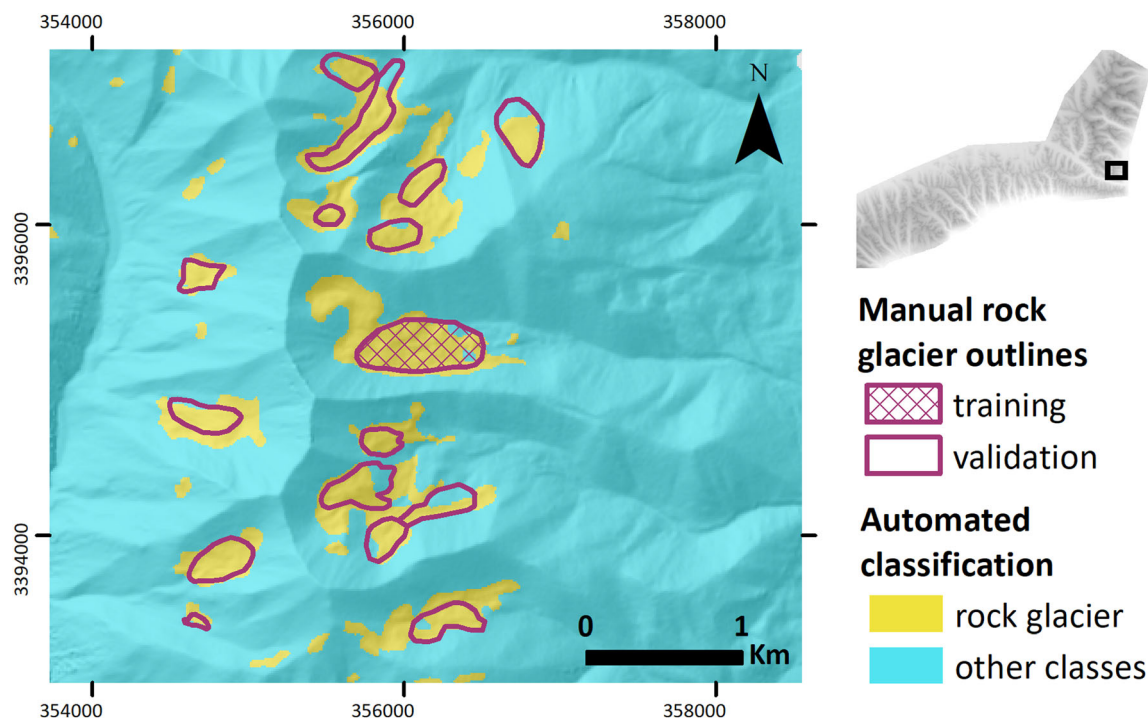 354000 356000 358000
N
3396000
3394000
0 1
Km
354000 356000 358000
Manual rock
glacier outlines
training
validation
Automated
classification
rock glacier
other classes